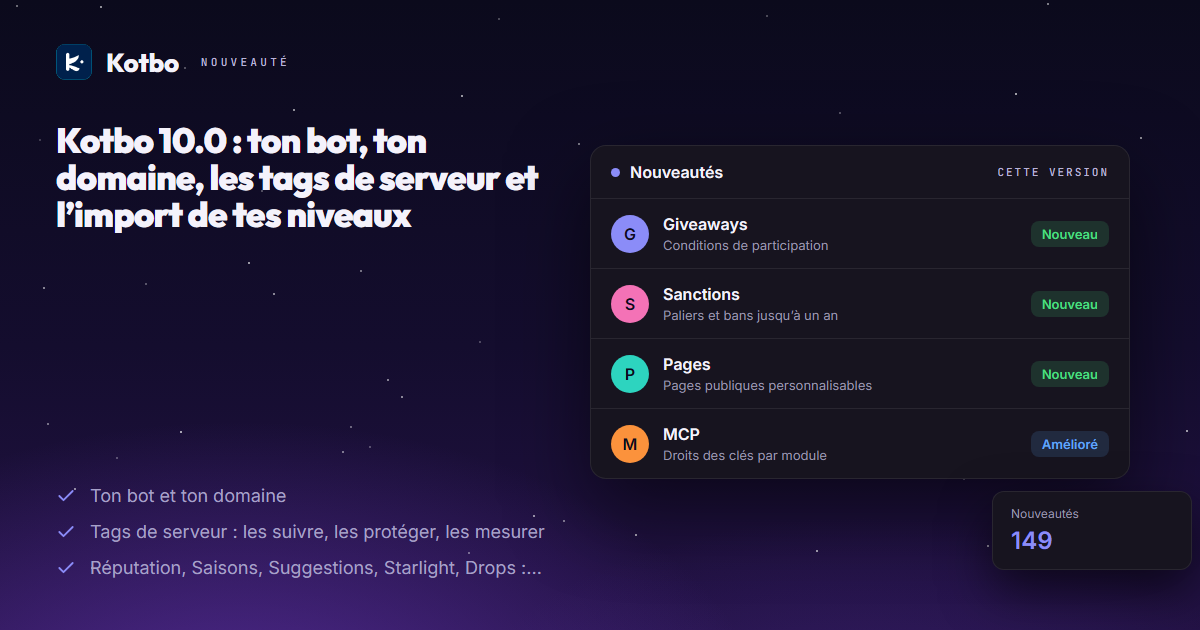 Kotbo NOUVEAUTÉ
Kotbo 10.0 : ton bot, ton
domaine, les tags de serveur et
l’import de tes niveaux
Ton bot et ton domaine
Tags de serveur : les suivre, les protéger, les mesurer
Réputation, Saisons, Suggestions, Starlight, Drops :...
Nouveautés CETTE VERSION
G Giveaways Nouveau
Conditions de participation
S Sanctions Nouveau
Paliers et bans jusqu'à un an
P Pages Nouveau
Pages publiques personnalisables
M MCP Amélioré
Droits des clés par module
Nouveautés
149